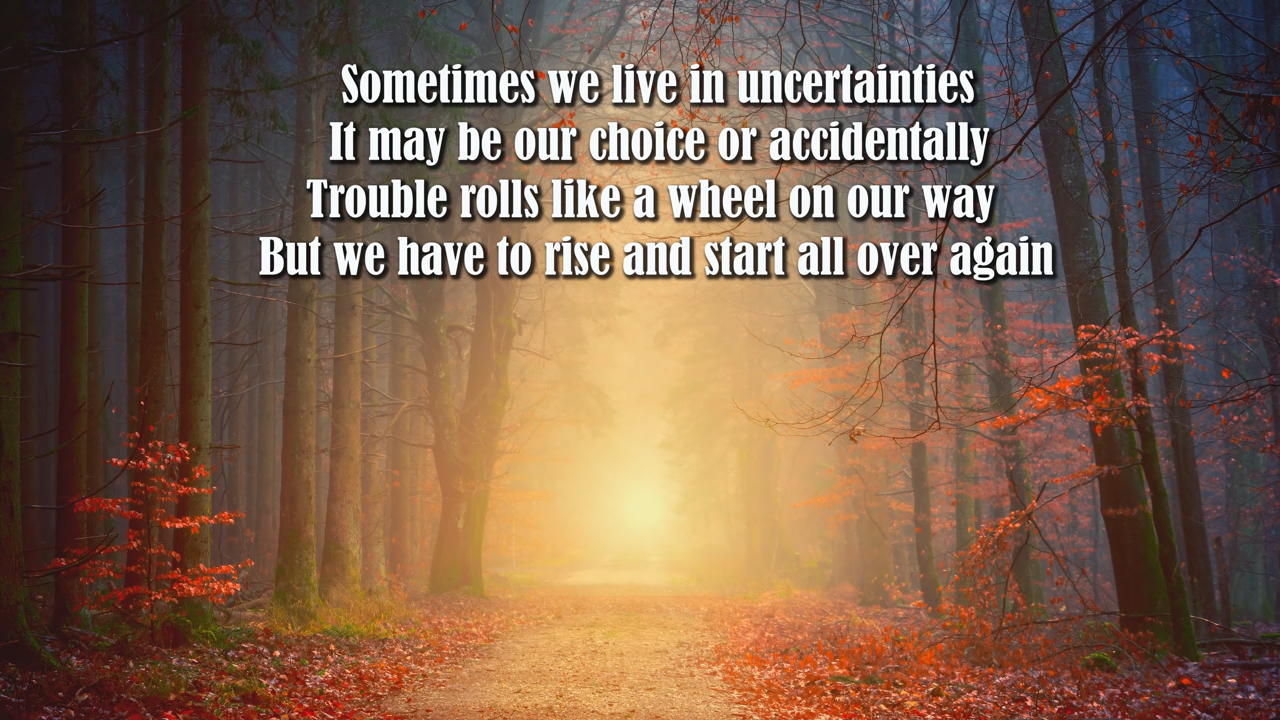 Sometimes we live in uncertainties
It may be our choice or accidentally
Trouble rolls like a wheel on our way
But we have to rise and start all over again